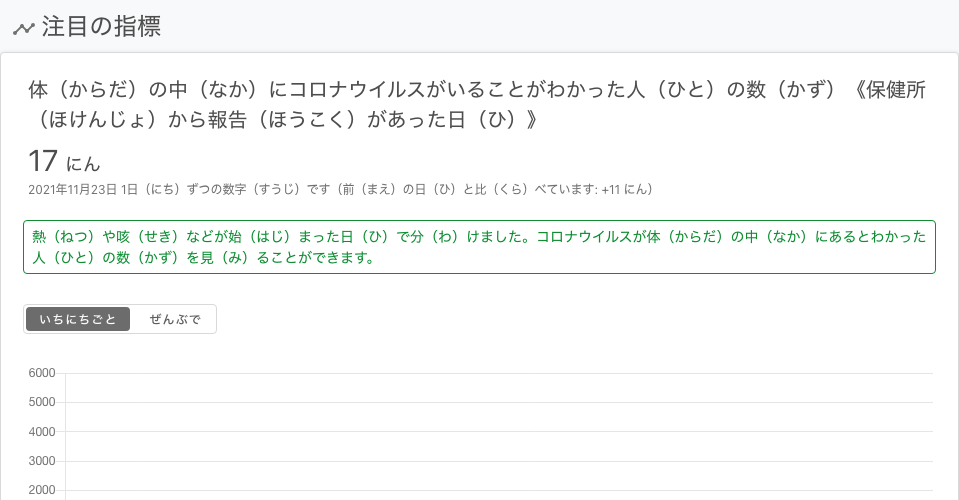 注目の指標
体（からだ）の中（なか）にコロナウイルスがいることがわかった人（ひと）の数（かず）《保健所
（ほけんじょ）から報告（ほうこく）があった日（ひ）》
17 にん
2021年11月23日 1日（にち）ずつの数字（すうじ）です（前（まえ）の日（ひ）と比（くら）べています: +11 にん）
熱（ねつ）や咳（せき）などが始（はじ）まった日（ひ）で分（わ）けました。コロナウイルスが体（からだ）の中（なか）にあるとわかった
人（ひと）の数（かず）を見（み）ることができます。
いちにちごと ぜんぶで
6000
5000
4000
3000
2000